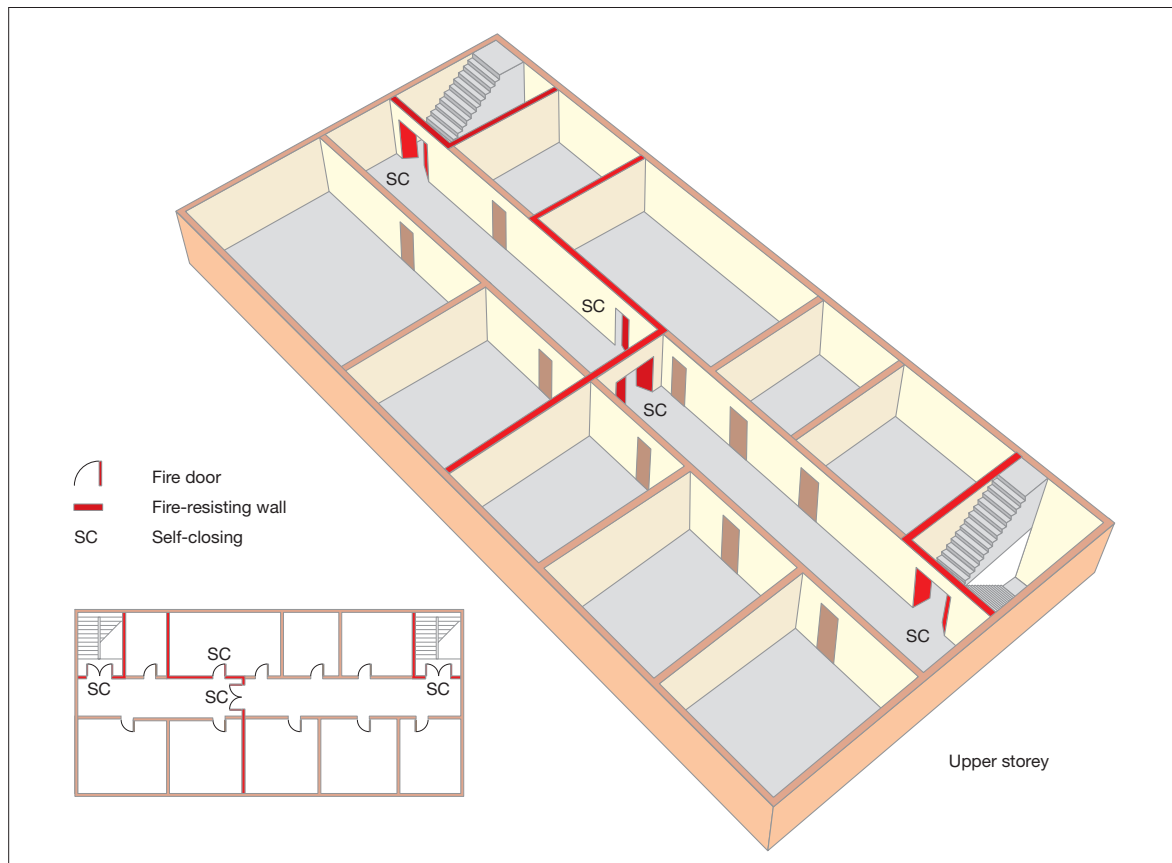 SC
SC
SC
Fire door
Fire-resisting wall
SC Self-closing
SC
SC
SC
SC
SC
Upper storey